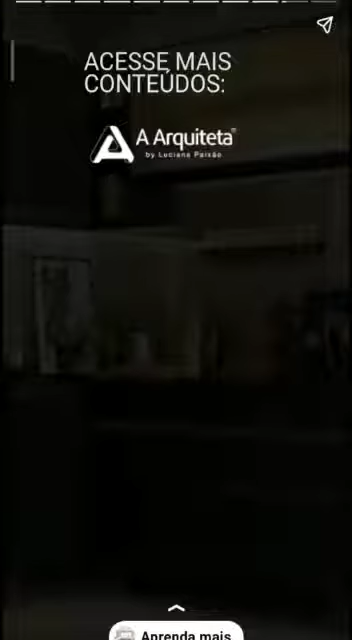 ACESSE MAIS
CONTEÚDOS:
A Arquiteta
by Luciana Paixão
Aprenda mais